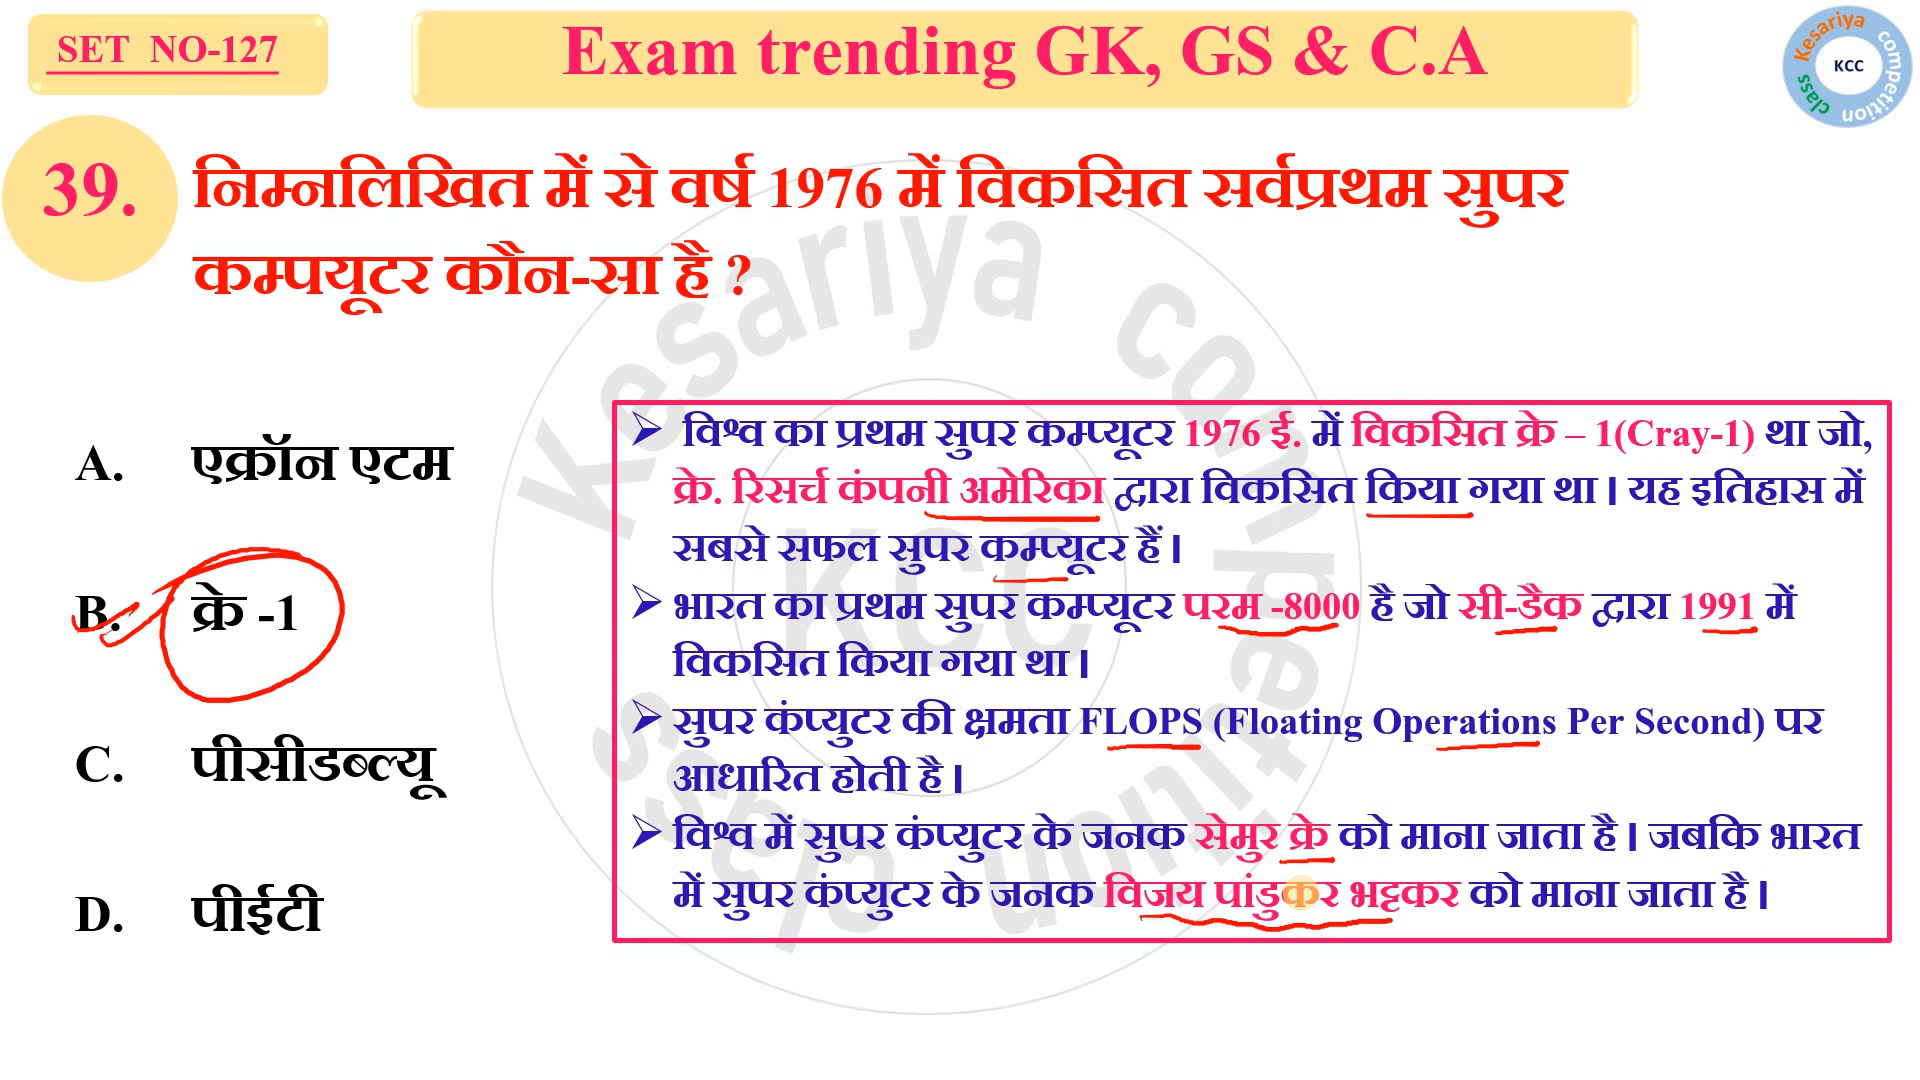 SET NO-127
Exam trending GK, GS & C.A
Kesariya competition class
KCC
39.
निम्नलिखित में से वर्ष 1976 में विकसित सर्वप्रथम सुपर
कम्पयूटर कौन-सा है ?
A. एक्रॉन एटम
B. क्रे -1
C. पीसीडब्ल्यू
D. पीईटी
➢ विश्व का प्रथम सुपर कम्प्यूटर 1976 ई. में विकसित क्रे – 1(Cray-1) था जो,
क्रे. रिसर्च कंपनी अमेरिका द्वारा विकसित किया गया था । यह इतिहास में
सबसे सफल सुपर कम्प्यूटर हैं ।
➢ भारत का प्रथम सुपर कम्प्यूटर परम -8000 है जो सी-डैक द्वारा 1991 में
विकसित किया गया था ।
➢ सुपर कंप्युटर की क्षमता FLOPS (Floating Operations Per Second) पर
आधारित होती है ।
➢ विश्व में सुपर कंप्युटर के जनक सेमुर क्रे को माना जाता है । जबकि भारत
में सुपर कंप्युटर के जनक विजय पांडुकर भट्टकर को माना जाता है ।
Kesariya competition class
KCC